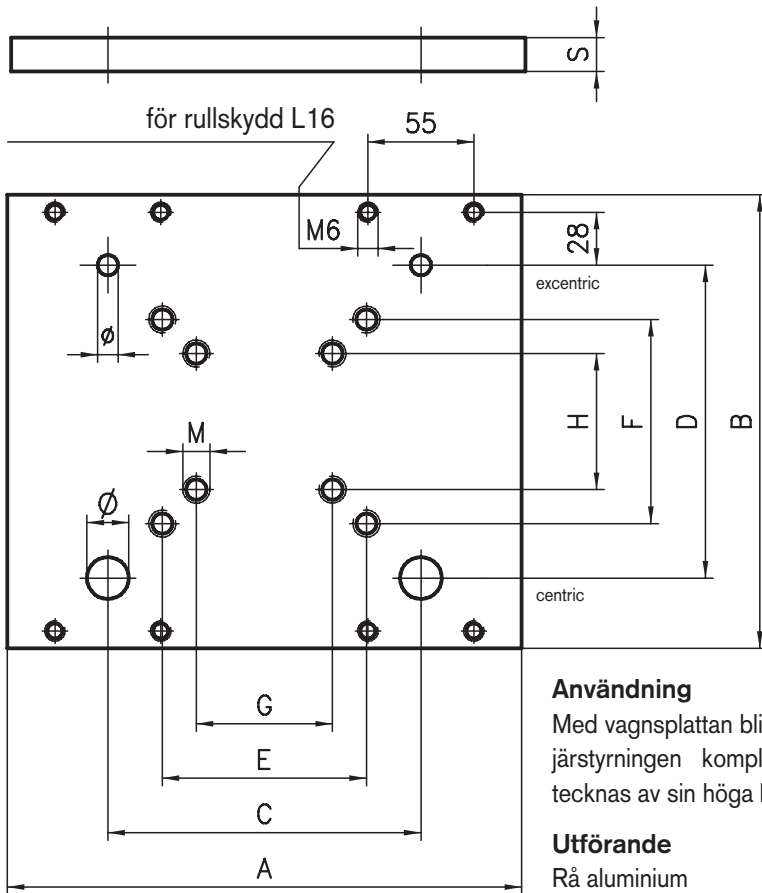 S
för rullskydd L16
55
M6
28
excentric
ø
H
F
D
B
M
Ø
centric
G
E
C
A
Användning
Med vagnsplattan bli
järstyrningen kompl
tecknas av sin höga
Utförande
Rå aluminium